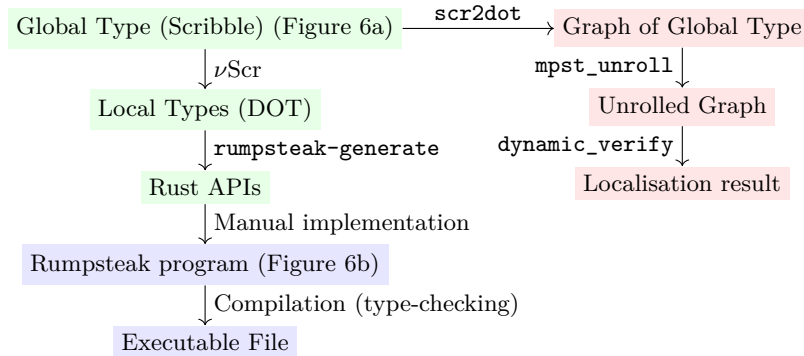 Global Type (Scribble) (Figure 6a)
scr2dot
Graph of Global Type
νScr
mpst_unroll
Local Types (DOT)
Unrolled Graph
rumpsteak-generate
dynamic_verify
Rust APIs
Localisation result
Manual implementation
Rumpsteak program (Figure 6b)
Compilation (type-checking)
Executable File